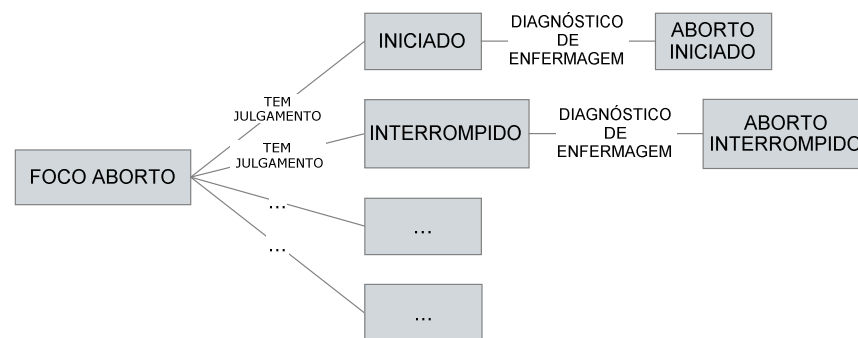 INICIADO
DIAGNÓSTICO
DE
ENFERMAGEM
ABORTO
INICIADO
TEM
JULGAMENTO
INTERROMPIDO
DIAGNÓSTICO
DE
ENFERMAGEM
ABORTO
INTERROMPIDO
TEM
JULGAMENTO
FOCO ABORTO
...
...
...
...